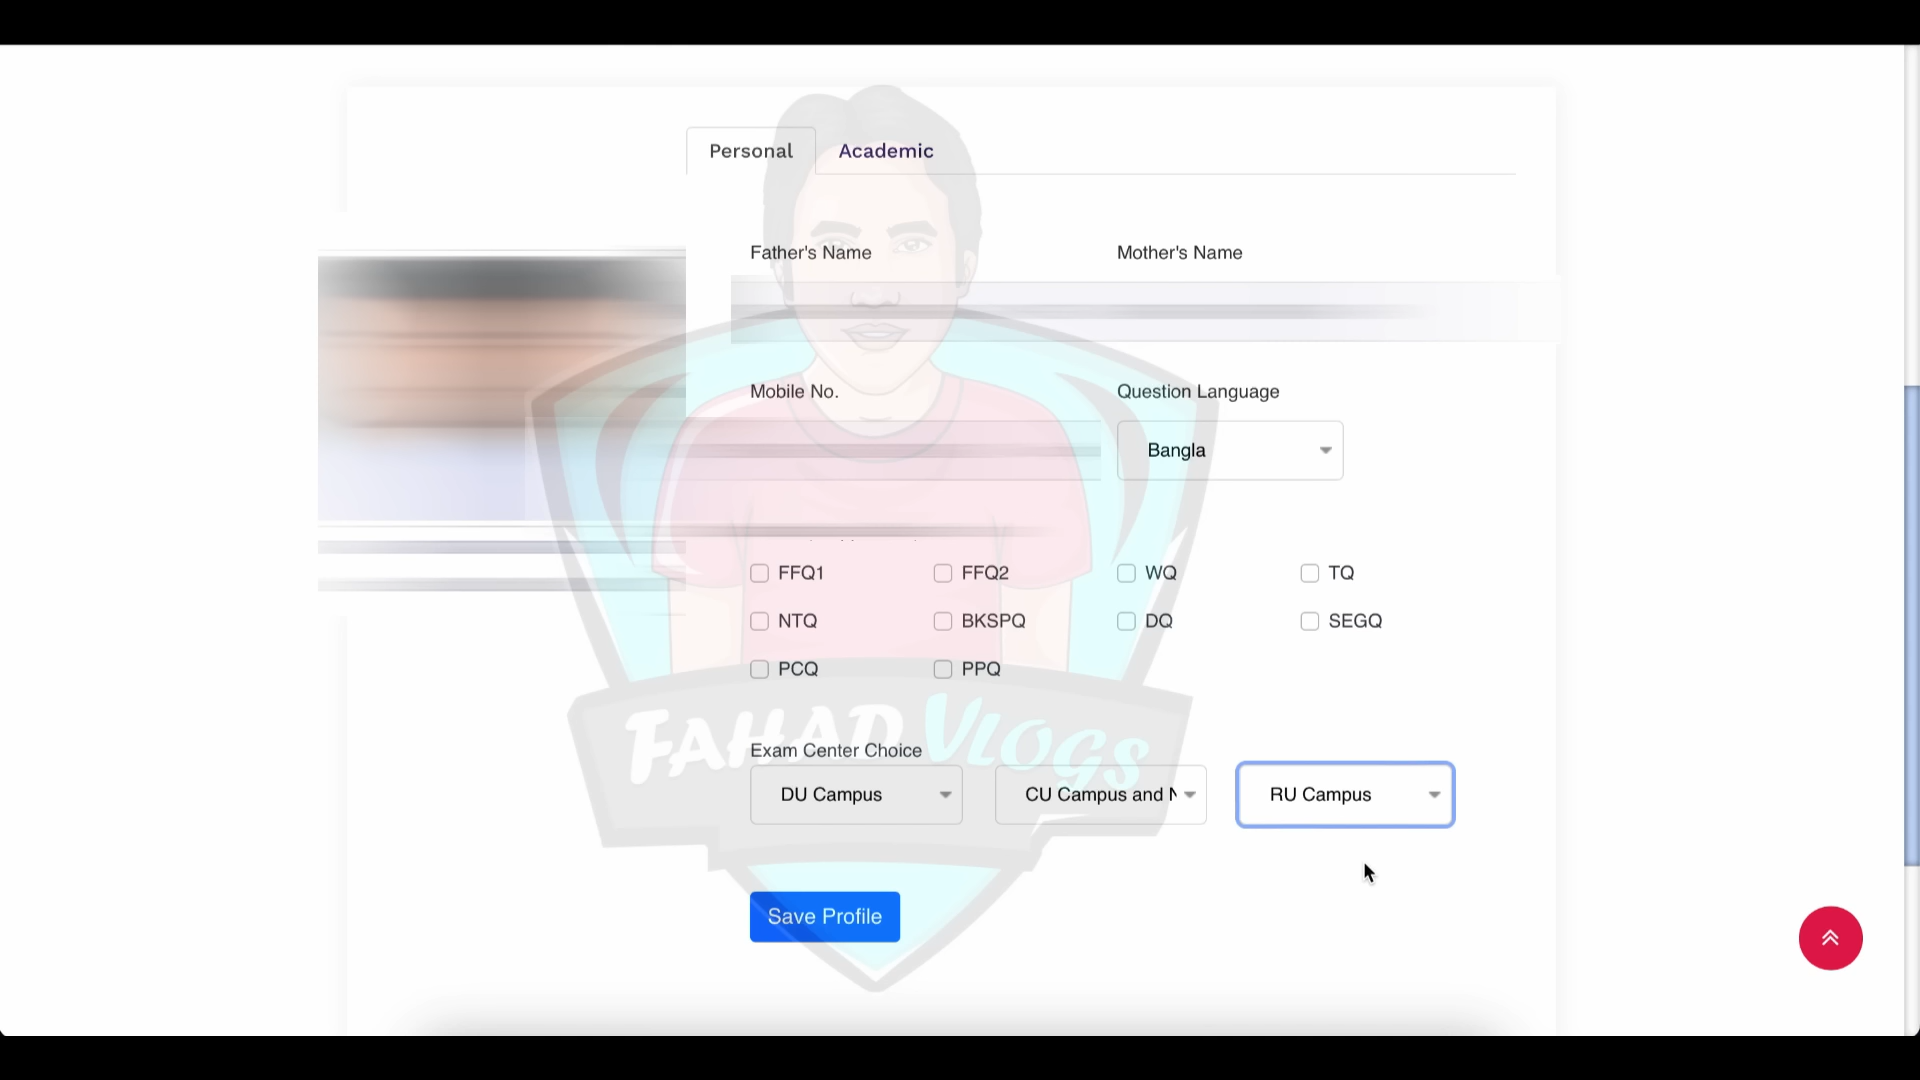 Personal Academic
Father's Name Mother's Name
Mobile No. Question Language
Bangla
FFQ1 FFQ2 WQ TQ
NTQ BKSPQ DQ SEGQ
PCQ PPQ
FAHAD VLOGS
Exam Center Choice
DU Campus CU Campus and RU Campus
Save Profile